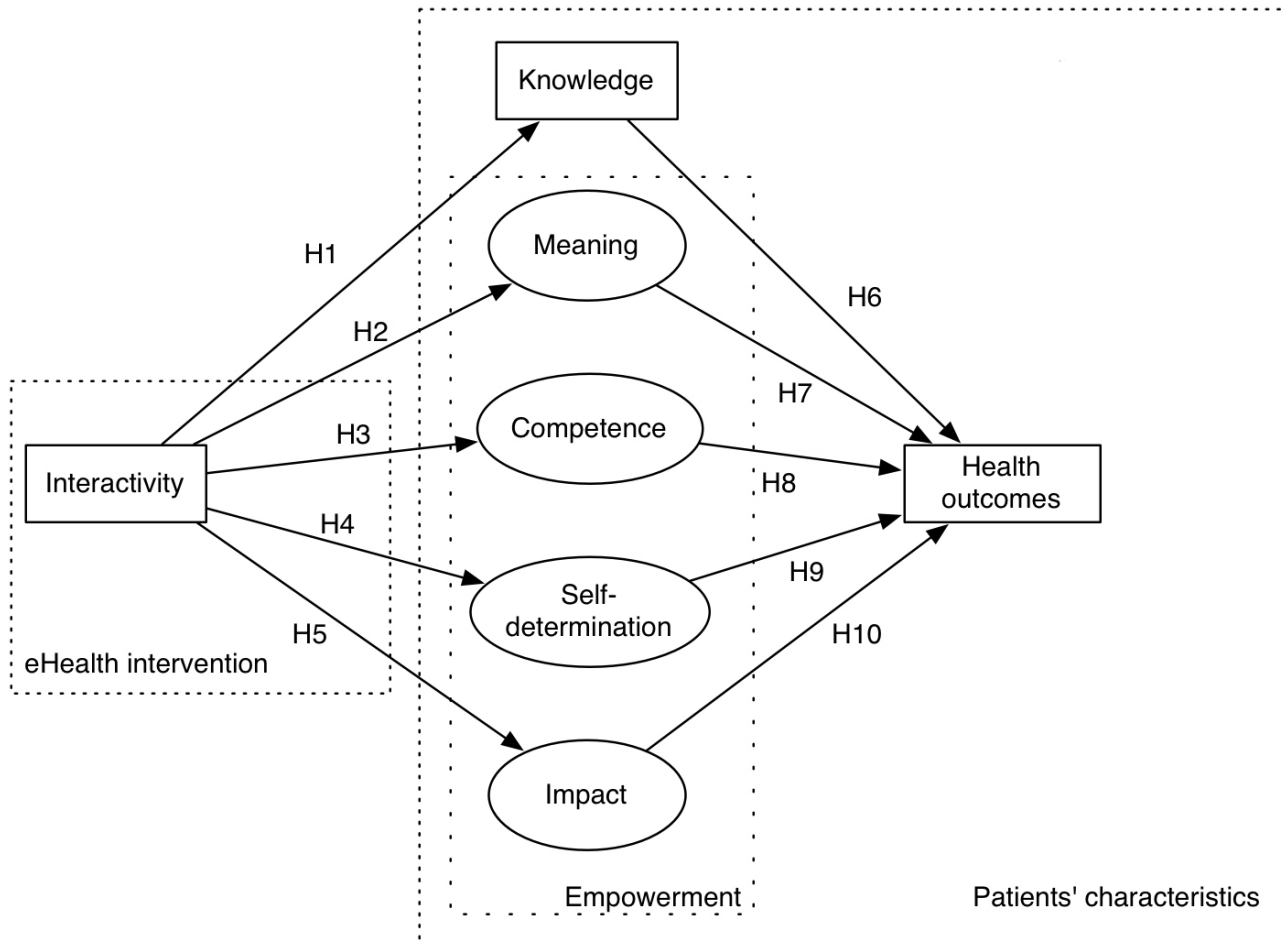 Knowledge
Meaning
H1
H6
H2
H7
H3
Competence
Interactivity
H8
Health
outcomes
H4
H9
Self-
determination
H5
H10
eHealth intervention
Impact
Empowerment
Patients' characteristics